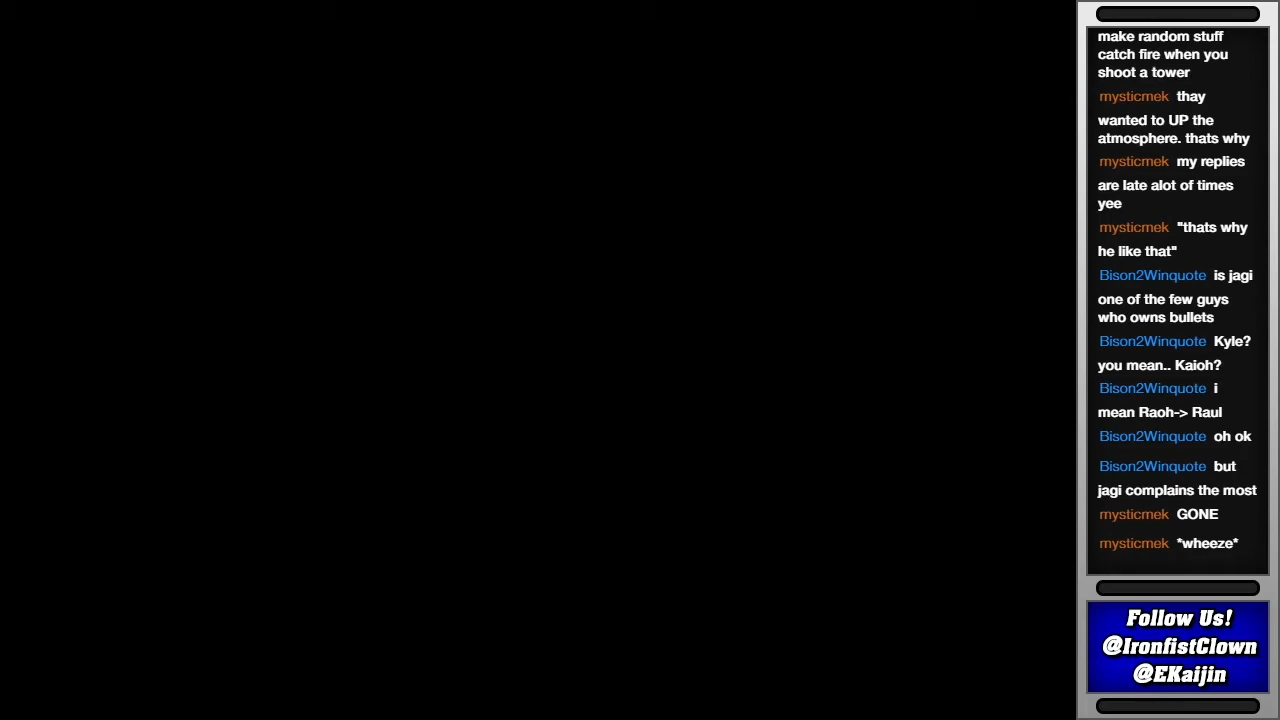 make random stuff
catch fire when you
shoot a tower
mysticmek thay
wanted to UP the
atmosphere. thats why
mysticmek my replies
are late alot of times
yee
mysticmek "thats why
he like that"
Bison2Winquote is jagi
one of the few guys
who owns bullets
Bison2Winquote Kyle?
you mean.. Kaioh?
Bison2Winquote i
mean Raoh-> Raul
Bison2Winquote oh ok
Bison2Winquote but
jagi complains the most
mysticmek GONE
mysticmek *wheeze*
Follow Us!
@IronfistClown
@EKaijin